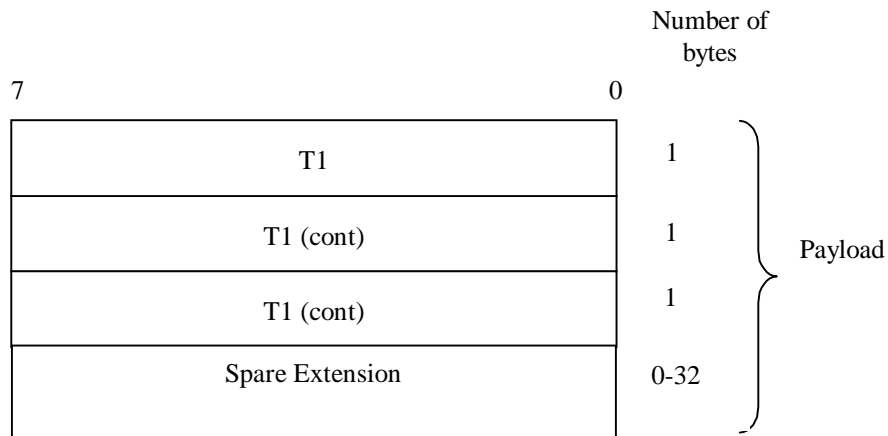 Number of
bytes
7 0
T1 1
T1 (cont) 1
Payload
T1 (cont) 1
Spare Extension 0-32